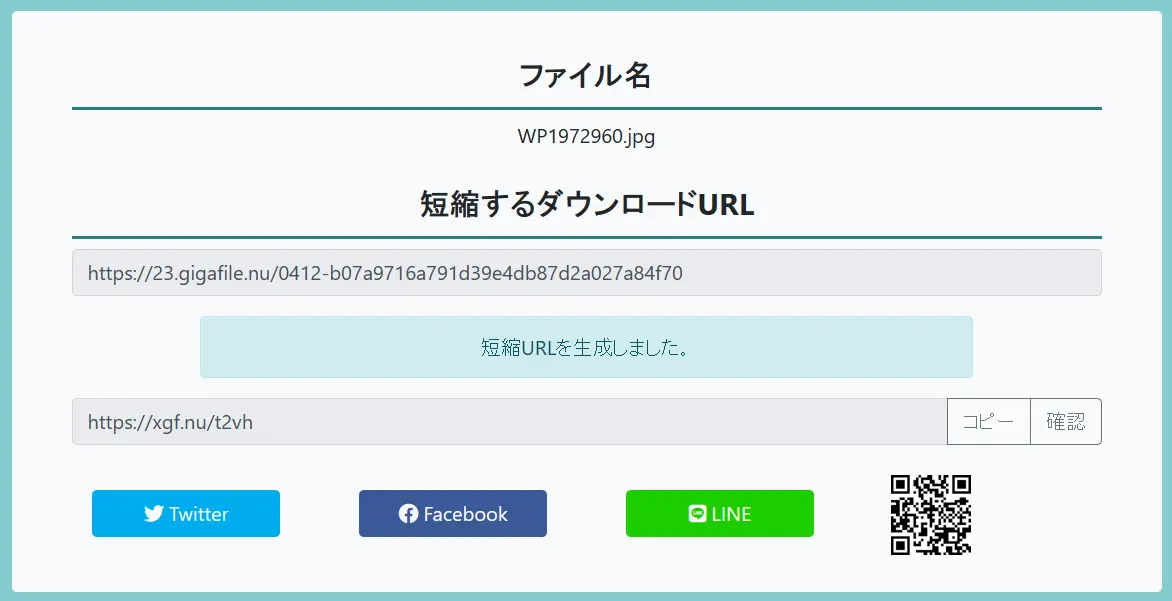 ファイル名
WP1972960.jpg
短縮するダウンロードURL
https://23.gigafile.nu/0412-b07a9716a791d39e4db87d2a027a84f70
短縮URLを生成しました。
https://xgf.nu/t2vh
コピー
確認
Twitter
Facebook
LINE